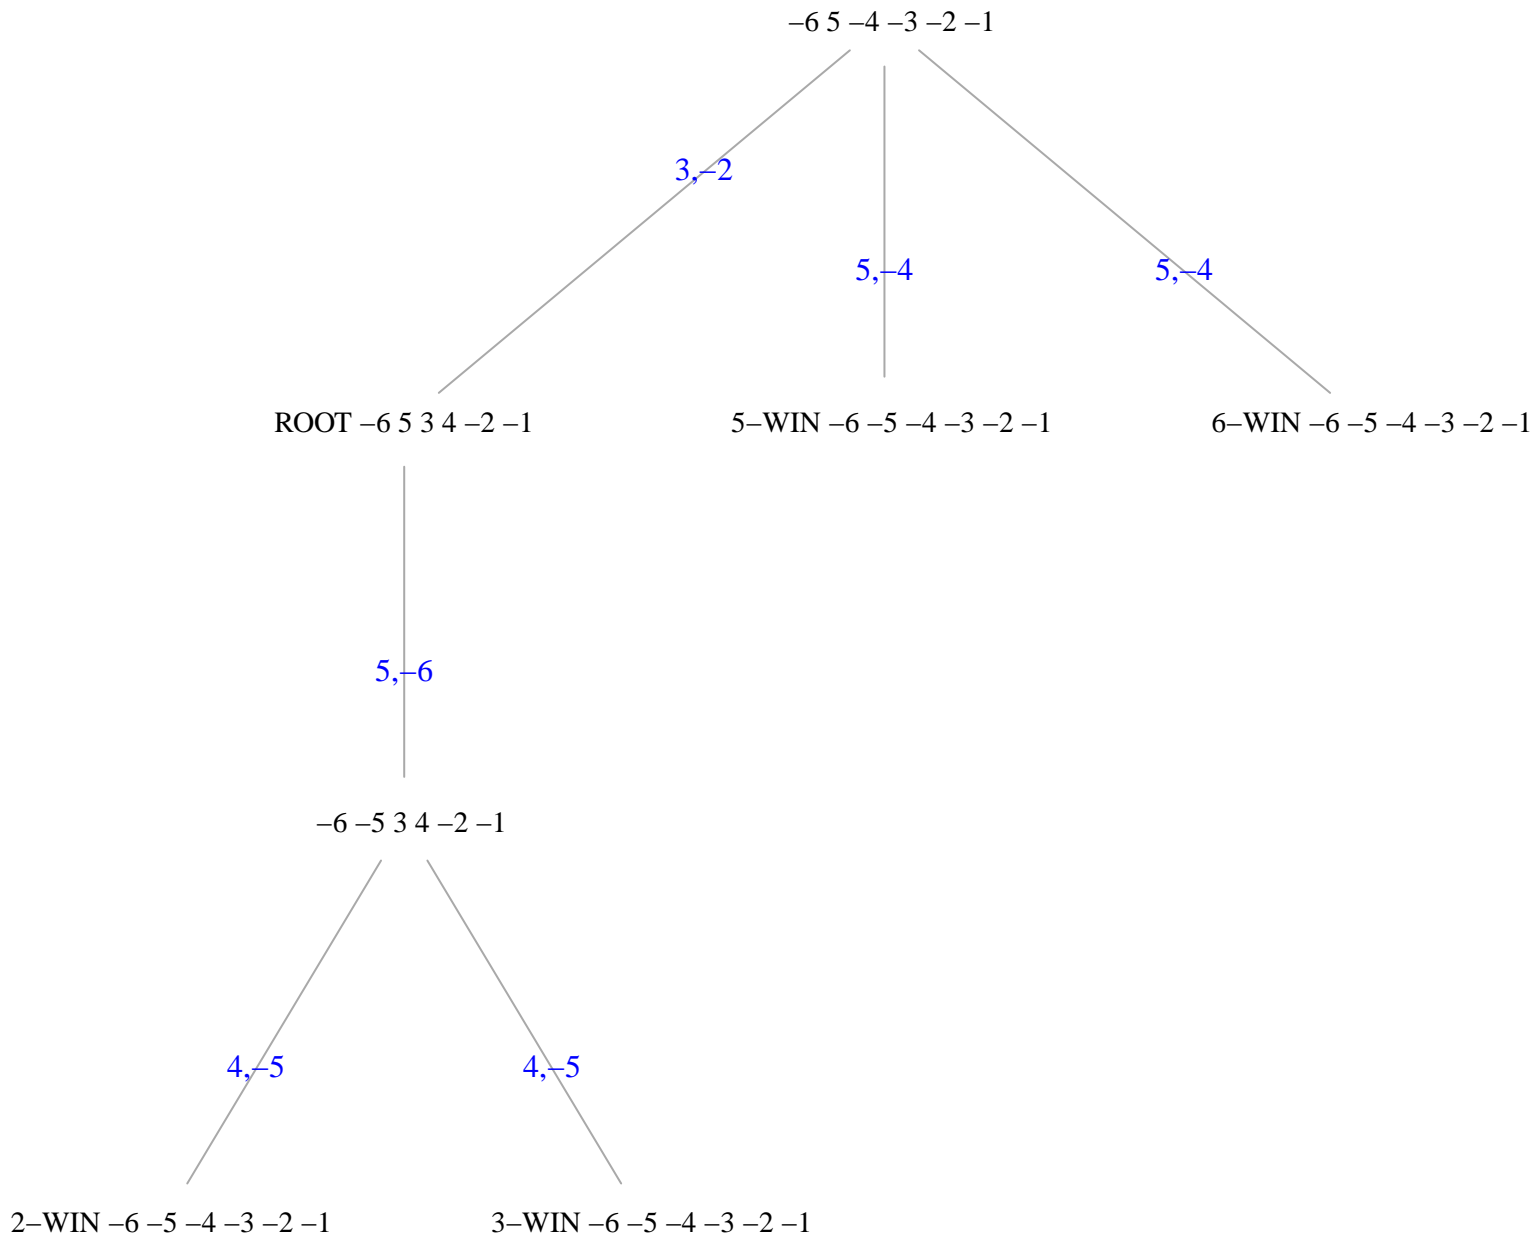 –6 5 –4 –3 –2 –1
3,–2
5,–4
5,–4
ROOT –6 5 3 4 –2 –1
5–WIN –6 –5 –4 –3 –2 –1
6–WIN –6 –5 –4 –3 –2 –1
5,–6
–6 –5 3 4 –2 –1
4,–5
4,–5
2–WIN –6 –5 –4 –3 –2 –1
3–WIN –6 –5 –4 –3 –2 –1